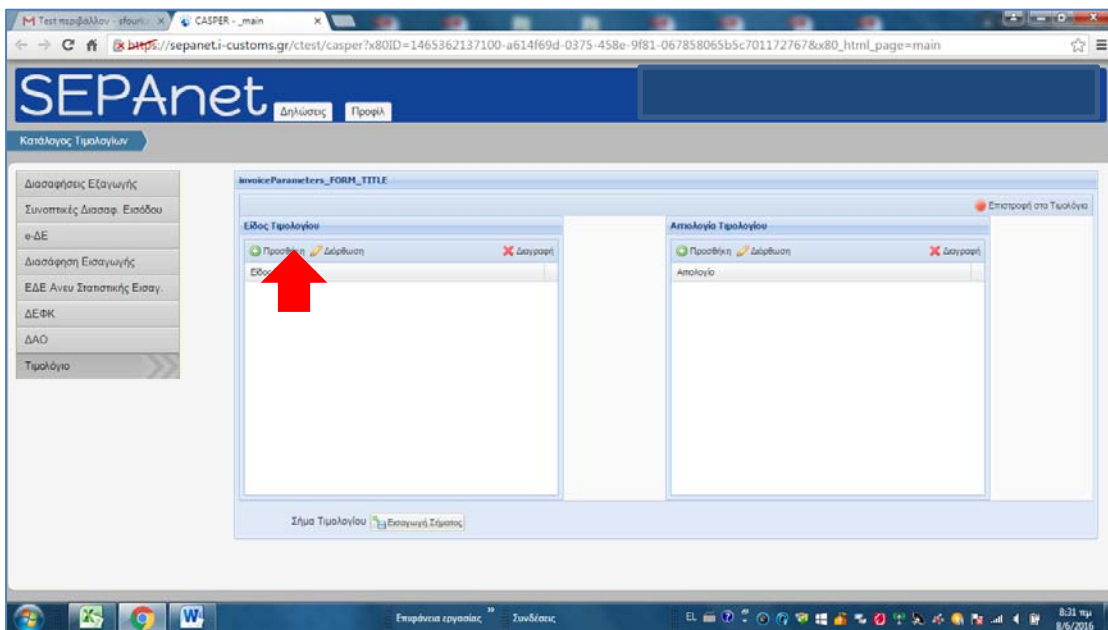 Test περιβάλλον - sfouri
CASPER - _main
https://sepanet.i-customs.gr/ctest/casper?x80ID=1465362137100-a614f69d-0375-458e-9f81-067858065b5c701172767&x80_html_page=main
SEPAnet
Δηλώσεις Προφίλ
Κατάλογος Τιμολογίων
Διασαφήσεις Εξαγωγής
Συνοπτικές Διασαφ. Εισόδου
e-ΔΕ
Διασάφηση Εισαγωγής
ΕΔΕ Ανευ Στατιστικής Εισαγ.
ΔΕΦΚ
ΔΑΟ
Τιμολόγιο
invoiceParameters_FORM_TITLE
Επιστροφή στα Τιμολόγια
Είδος Τιμολογίου
Προσθήκη Διόρθωση Διαγραφή
Αιτιολογία Τιμολογίου
Προσθήκη Διόρθωση Διαγραφή
Αιτιολογία
Σήμα Τιμολογίου Εισαγωγή Σήματος
Επιφάνεια εργασίας » Συνδέσεις
EL
8:31 πμ
8/6/2016